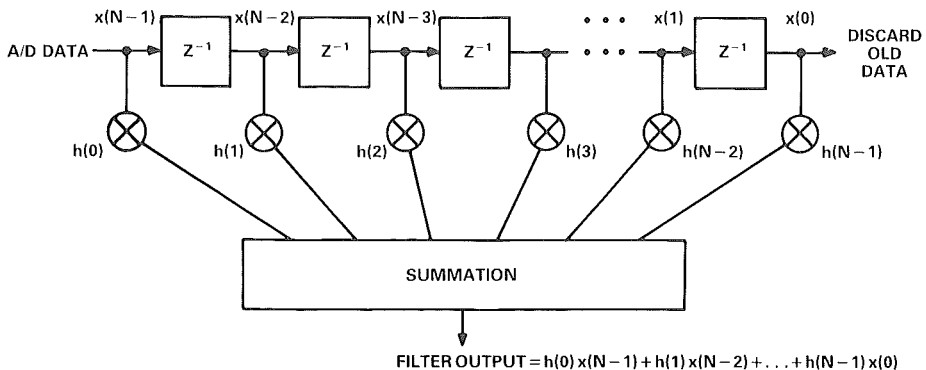 x(N−1) x(N−2) x(N−3) x(1) x(0)
A/D DATA Z⁻¹ Z⁻¹ Z⁻¹ Z⁻¹ DISCARD
OLD
DATA
h(0) h(1) h(2) h(3) h(N−2) h(N−1)
SUMMATION
FILTER OUTPUT = h(0) x(N−1) + h(1) x(N−2) + . . . + h(N−1) x(0)